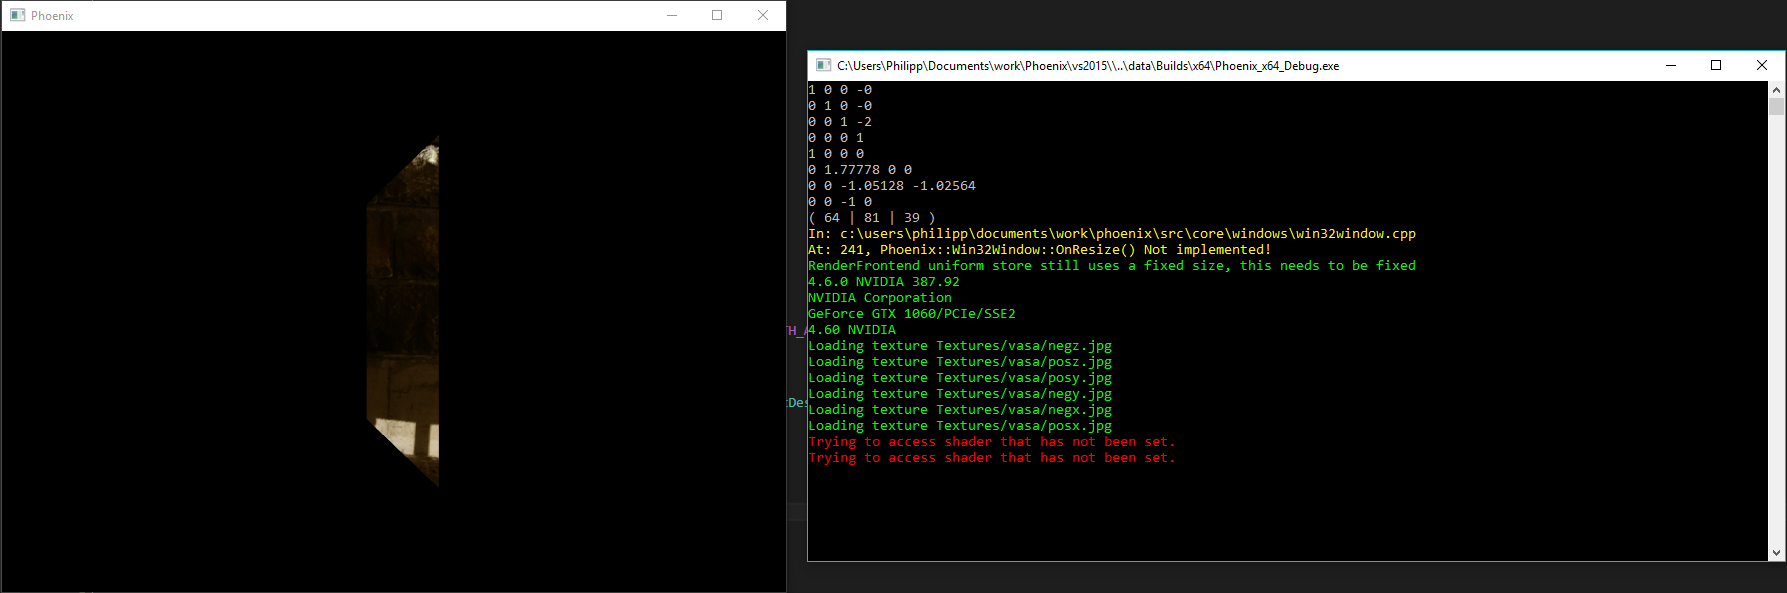 Phoenix
C:\Users\Philipp\Documents\work\Phoenix\vs2015\\..\data\Builds\x64\Phoenix_x64_Debug.exe
1 0 0 -0
0 1 0 -0
0 0 1 -2
0 0 0 1
1 0 0 0
0 1.77778 0 0
0 0 -1.05128 -1.02564
0 0 -1 0
( 64 | 81 | 39 )
In: c:\users\philipp\documents\work\phoenix\src\core\windows\win32window.cpp
At: 241, Phoenix::Win32Window::OnResize() Not implemented!
RenderFrontend uniform store still uses a fixed size, this needs to be fixed
4.6.0 NVIDIA 387.92
NVIDIA Corporation
GeForce GTX 1060/PCIe/SSE2
4.60 NVIDIA
Loading texture Textures/vasa/negz.jpg
Loading texture Textures/vasa/posz.jpg
Loading texture Textures/vasa/posy.jpg
Loading texture Textures/vasa/negy.jpg
Loading texture Textures/vasa/negx.jpg
Loading texture Textures/vasa/posx.jpg
Trying to access shader that has not been set.
Trying to access shader that has not been set.